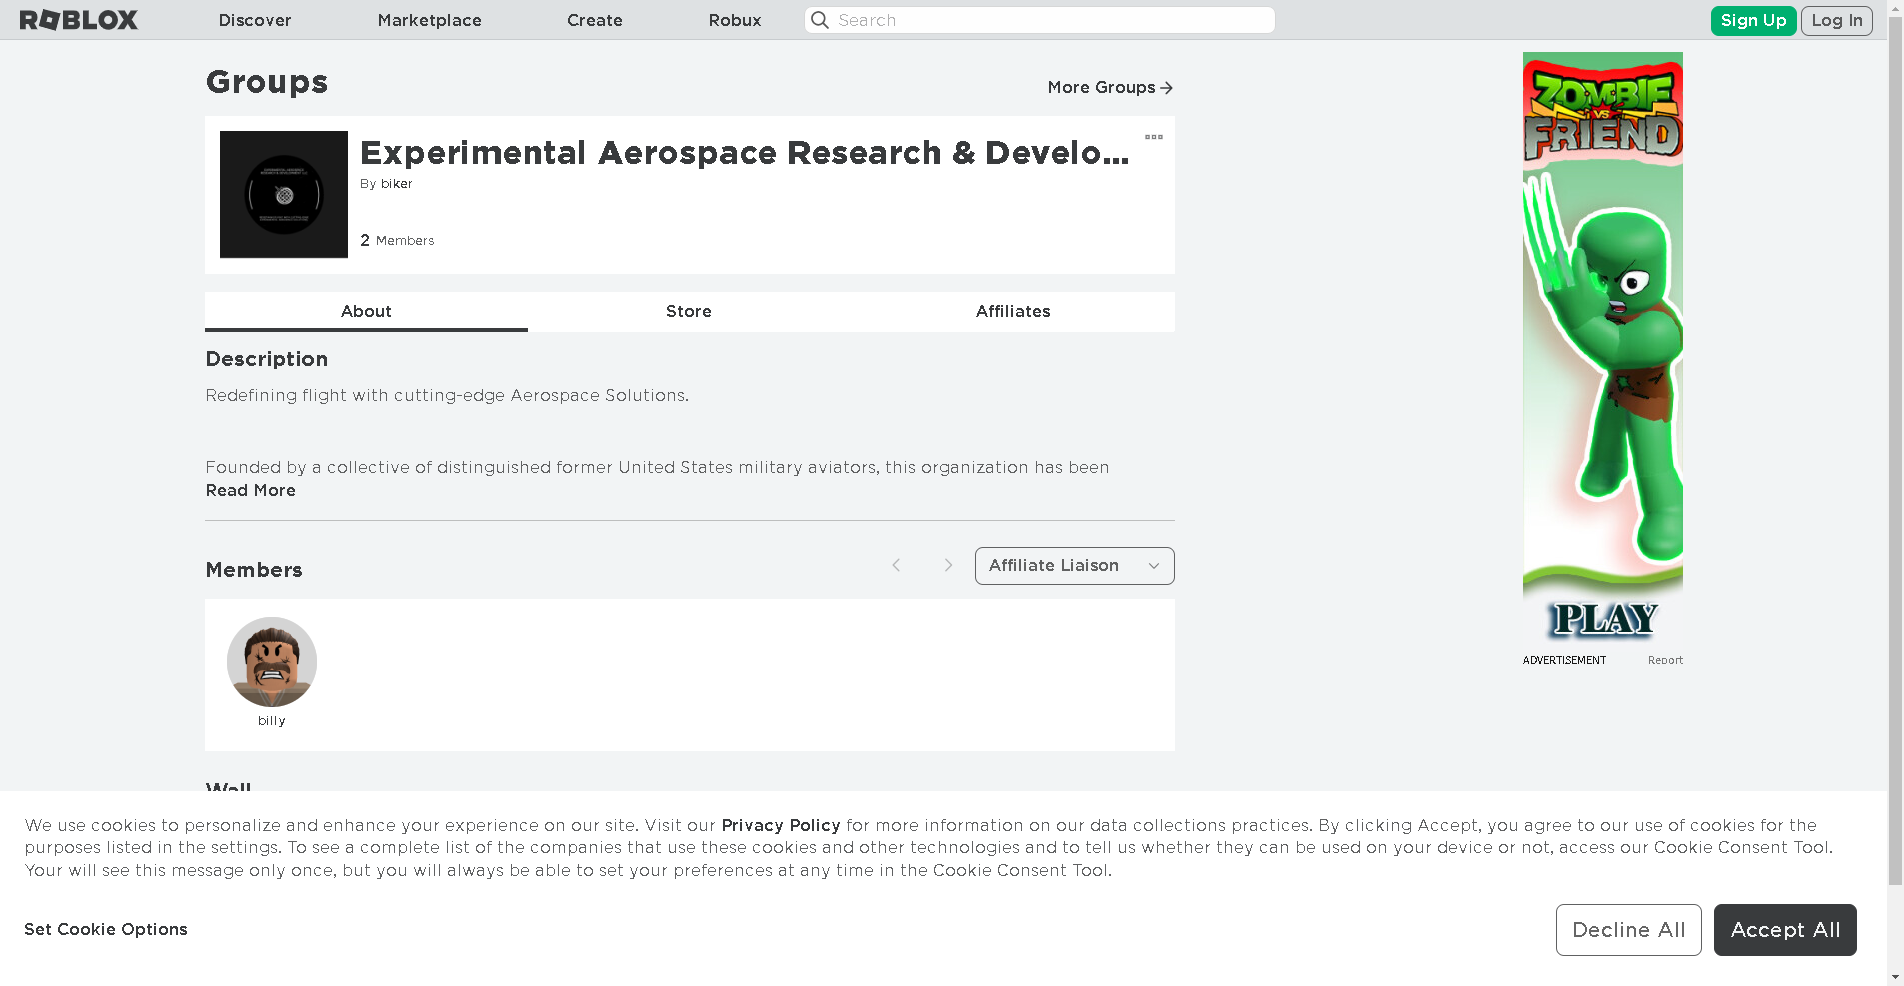 ROBLOX Discover Marketplace Create Robux Search Sign Up Log In
Groups
More Groups
Experimental Aerospace Research & Develo...
By biker
2 Members
About Store Affiliates
Description
Redefining flight with cutting-edge Aerospace Solutions.
Founded by a collective of distinguished former United States military aviators, this organization has been
Read More
Members
Affiliate Liaison
billy
Wall
ZOMBIE
VS
FRIEND
PLAY
ADVERTISEMENT Report
We use cookies to personalize and enhance your experience on our site. Visit our Privacy Policy for more information on our data collections practices. By clicking Accept, you agree to our use of cookies for the
purposes listed in the settings. To see a complete list of the companies that use these cookies and other technologies and to tell us whether they can be used on your device or not, access our Cookie Consent Tool.
Your will see this message only once, but you will always be able to set your preferences at any time in the Cookie Consent Tool.
Set Cookie Options
Decline All Accept All